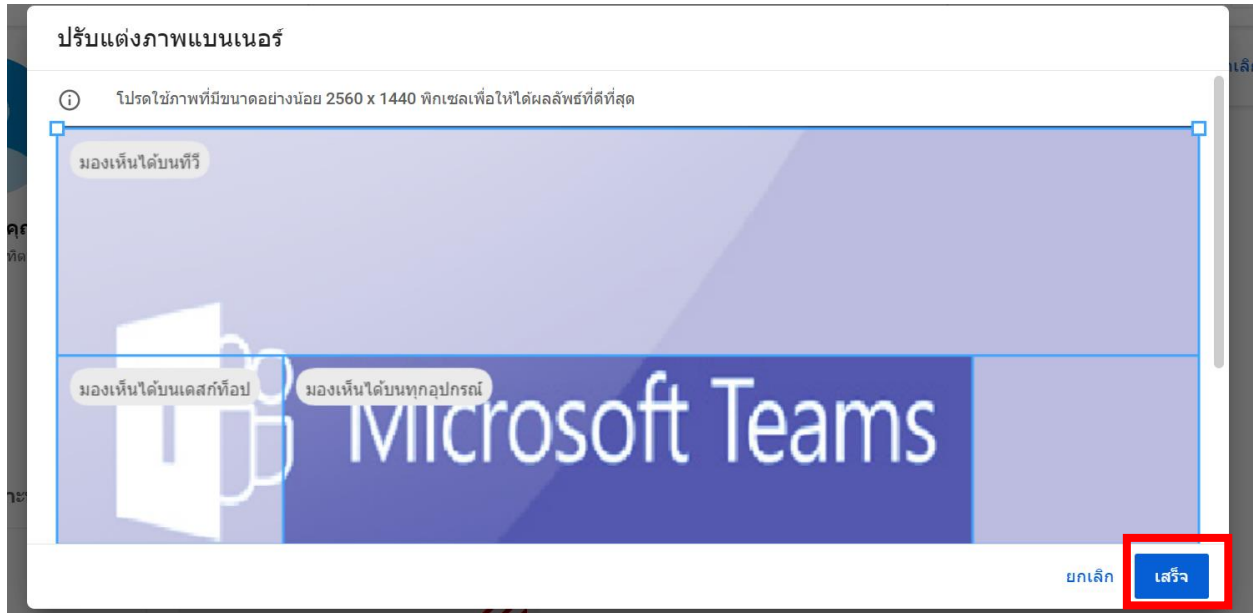 ปรับแต่งภาพแบนเนอร์
โปรดใช้ภาพที่มีขนาดอย่างน้อย 2560 x 1440 พิกเซลเพื่อให้ได้ผลลัพธ์ที่ดีที่สุด
มองเห็นได้บนทีวี
มองเห็นได้บนเดสก์ท็อป
มองเห็นได้บนทุกอุปกรณ์
Microsoft Teams
ยกเลิก
เสร็จ